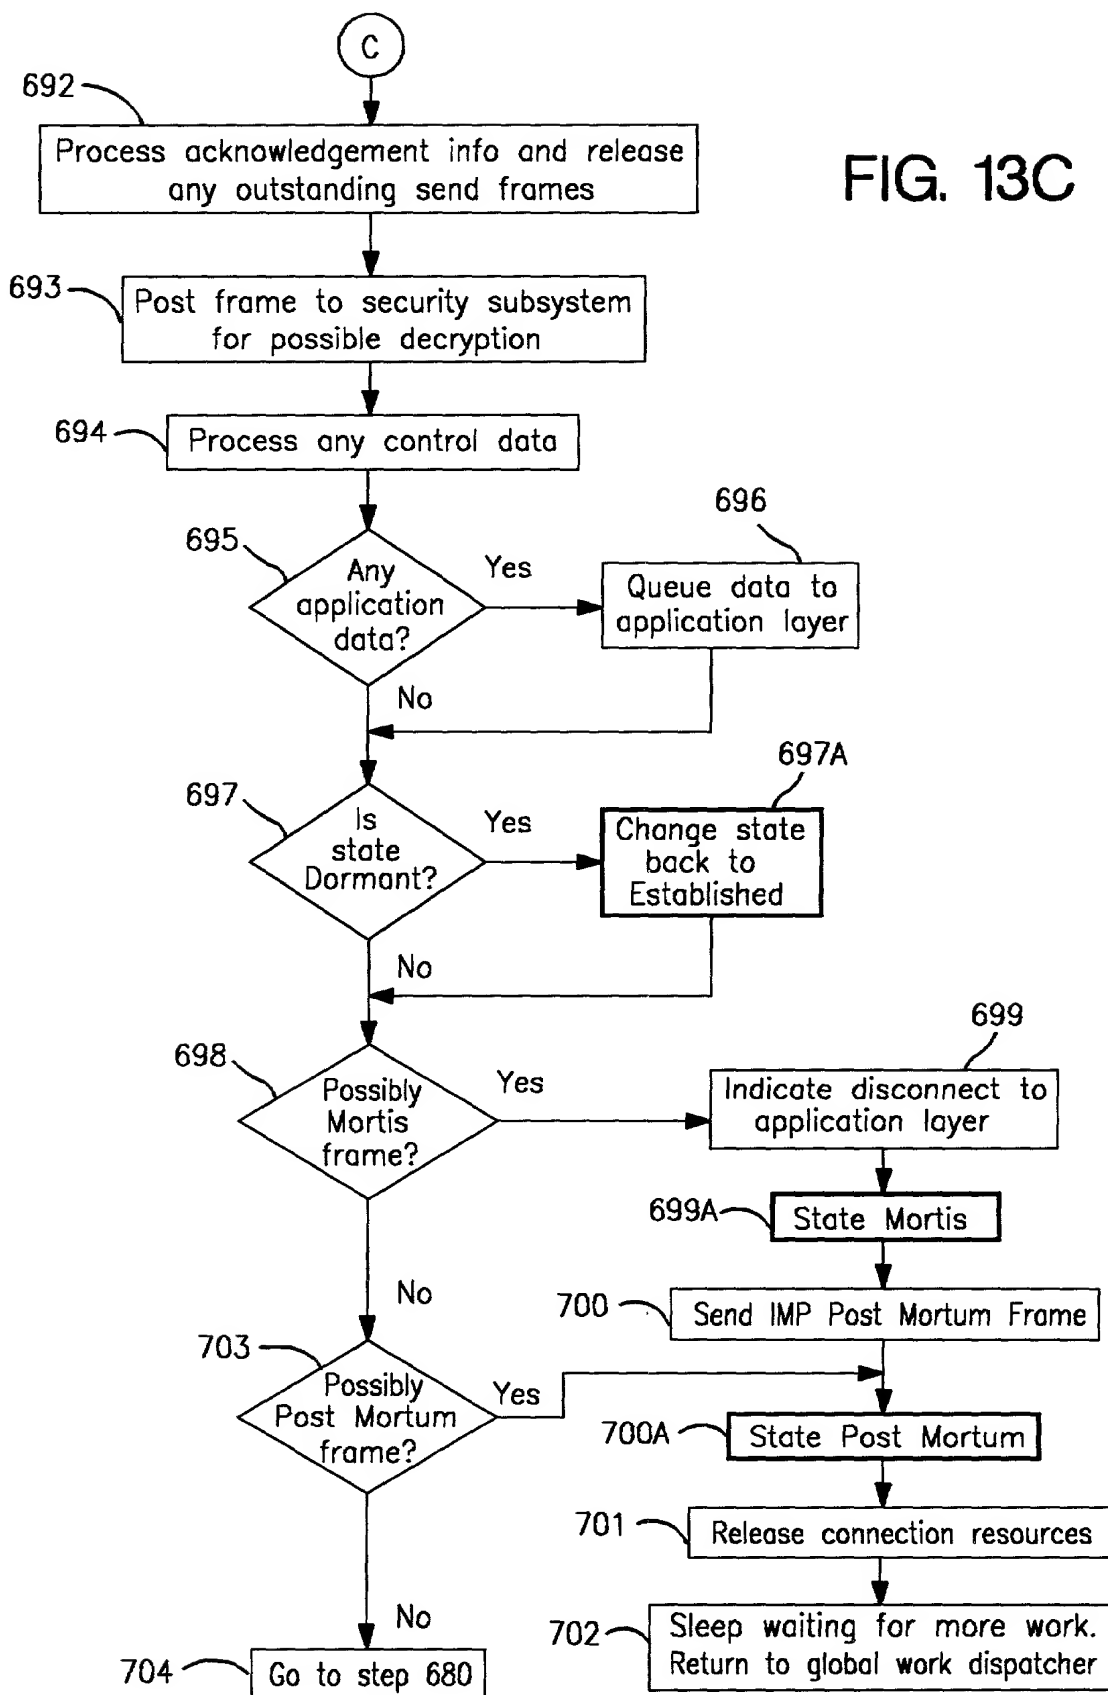 C
692
Process acknowledgement info and release
any outstanding send frames
FIG. 13C
693
Post frame to security subsystem
for possible decryption
694
Process any control data
695
Any
application
data?
Yes
696
Queue data to
application layer
No
697
Is
state
Dormant?
Yes
697A
Change state
back to
Established
No
698
Possibly
Mortis
frame?
Yes
699
Indicate disconnect to
application layer
699A
State Mortis
No
700
Send IMP Post Mortum Frame
703
Possibly
Post Mortum
frame?
Yes
700A
State Post Mortum
701
Release connection resources
No
702
Sleep waiting for more work.
Return to global work dispatcher
704
Go to step 680